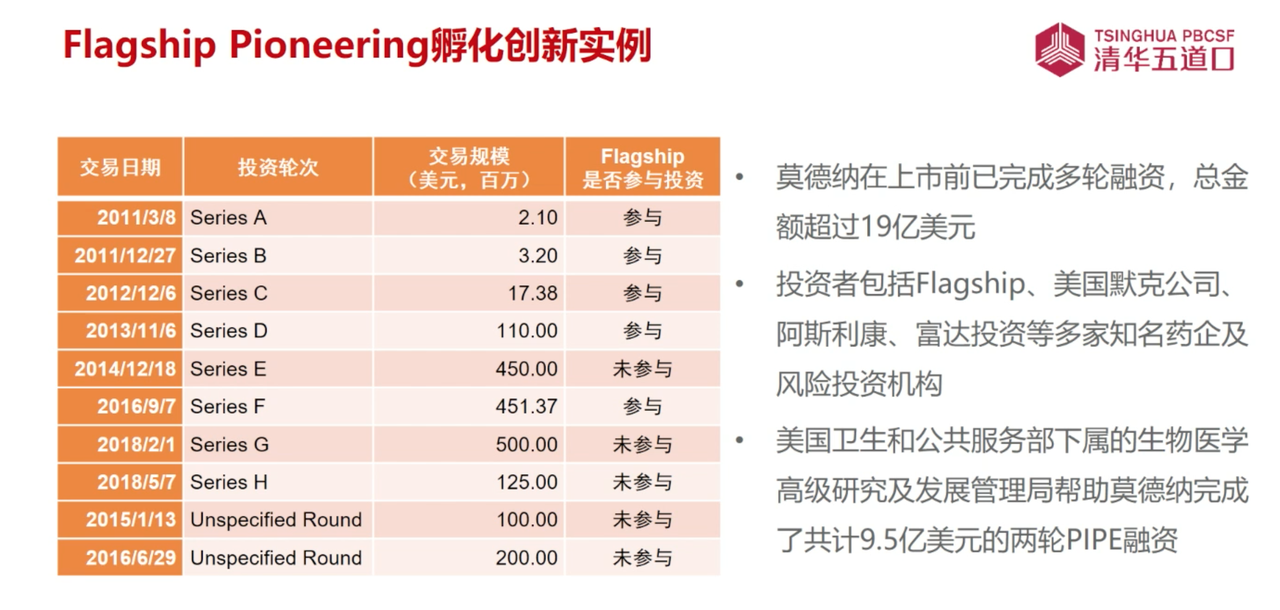 Flagship Pioneering孵化创新实例
TSINGHUA PBCSF
清华五道口
交易日期 投资轮次 交易规模（美元，百万） Flagship是否参与投资
2011/3/8 Series A 2.10 参与
2011/12/27 Series B 3.20 参与
2012/12/6 Series C 17.38 参与
2013/11/6 Series D 110.00 参与
2014/12/18 Series E 450.00 未参与
2016/9/7 Series F 451.37 参与
2018/2/1 Series G 500.00 未参与
2018/5/7 Series H 125.00 未参与
2015/1/13 Unspecified Round 100.00 未参与
2016/6/29 Unspecified Round 200.00 未参与
• 莫德纳在上市前已完成多轮融资，总金
额超过19亿美元
• 投资者包括Flagship、美国默克公司、
阿斯利康、富达投资等多家知名药企及
风险投资机构
• 美国卫生和公共服务部下属的生物医学
高级研究及发展管理局帮助莫德纳完成
了共计9.5亿美元的两轮PIPE融资